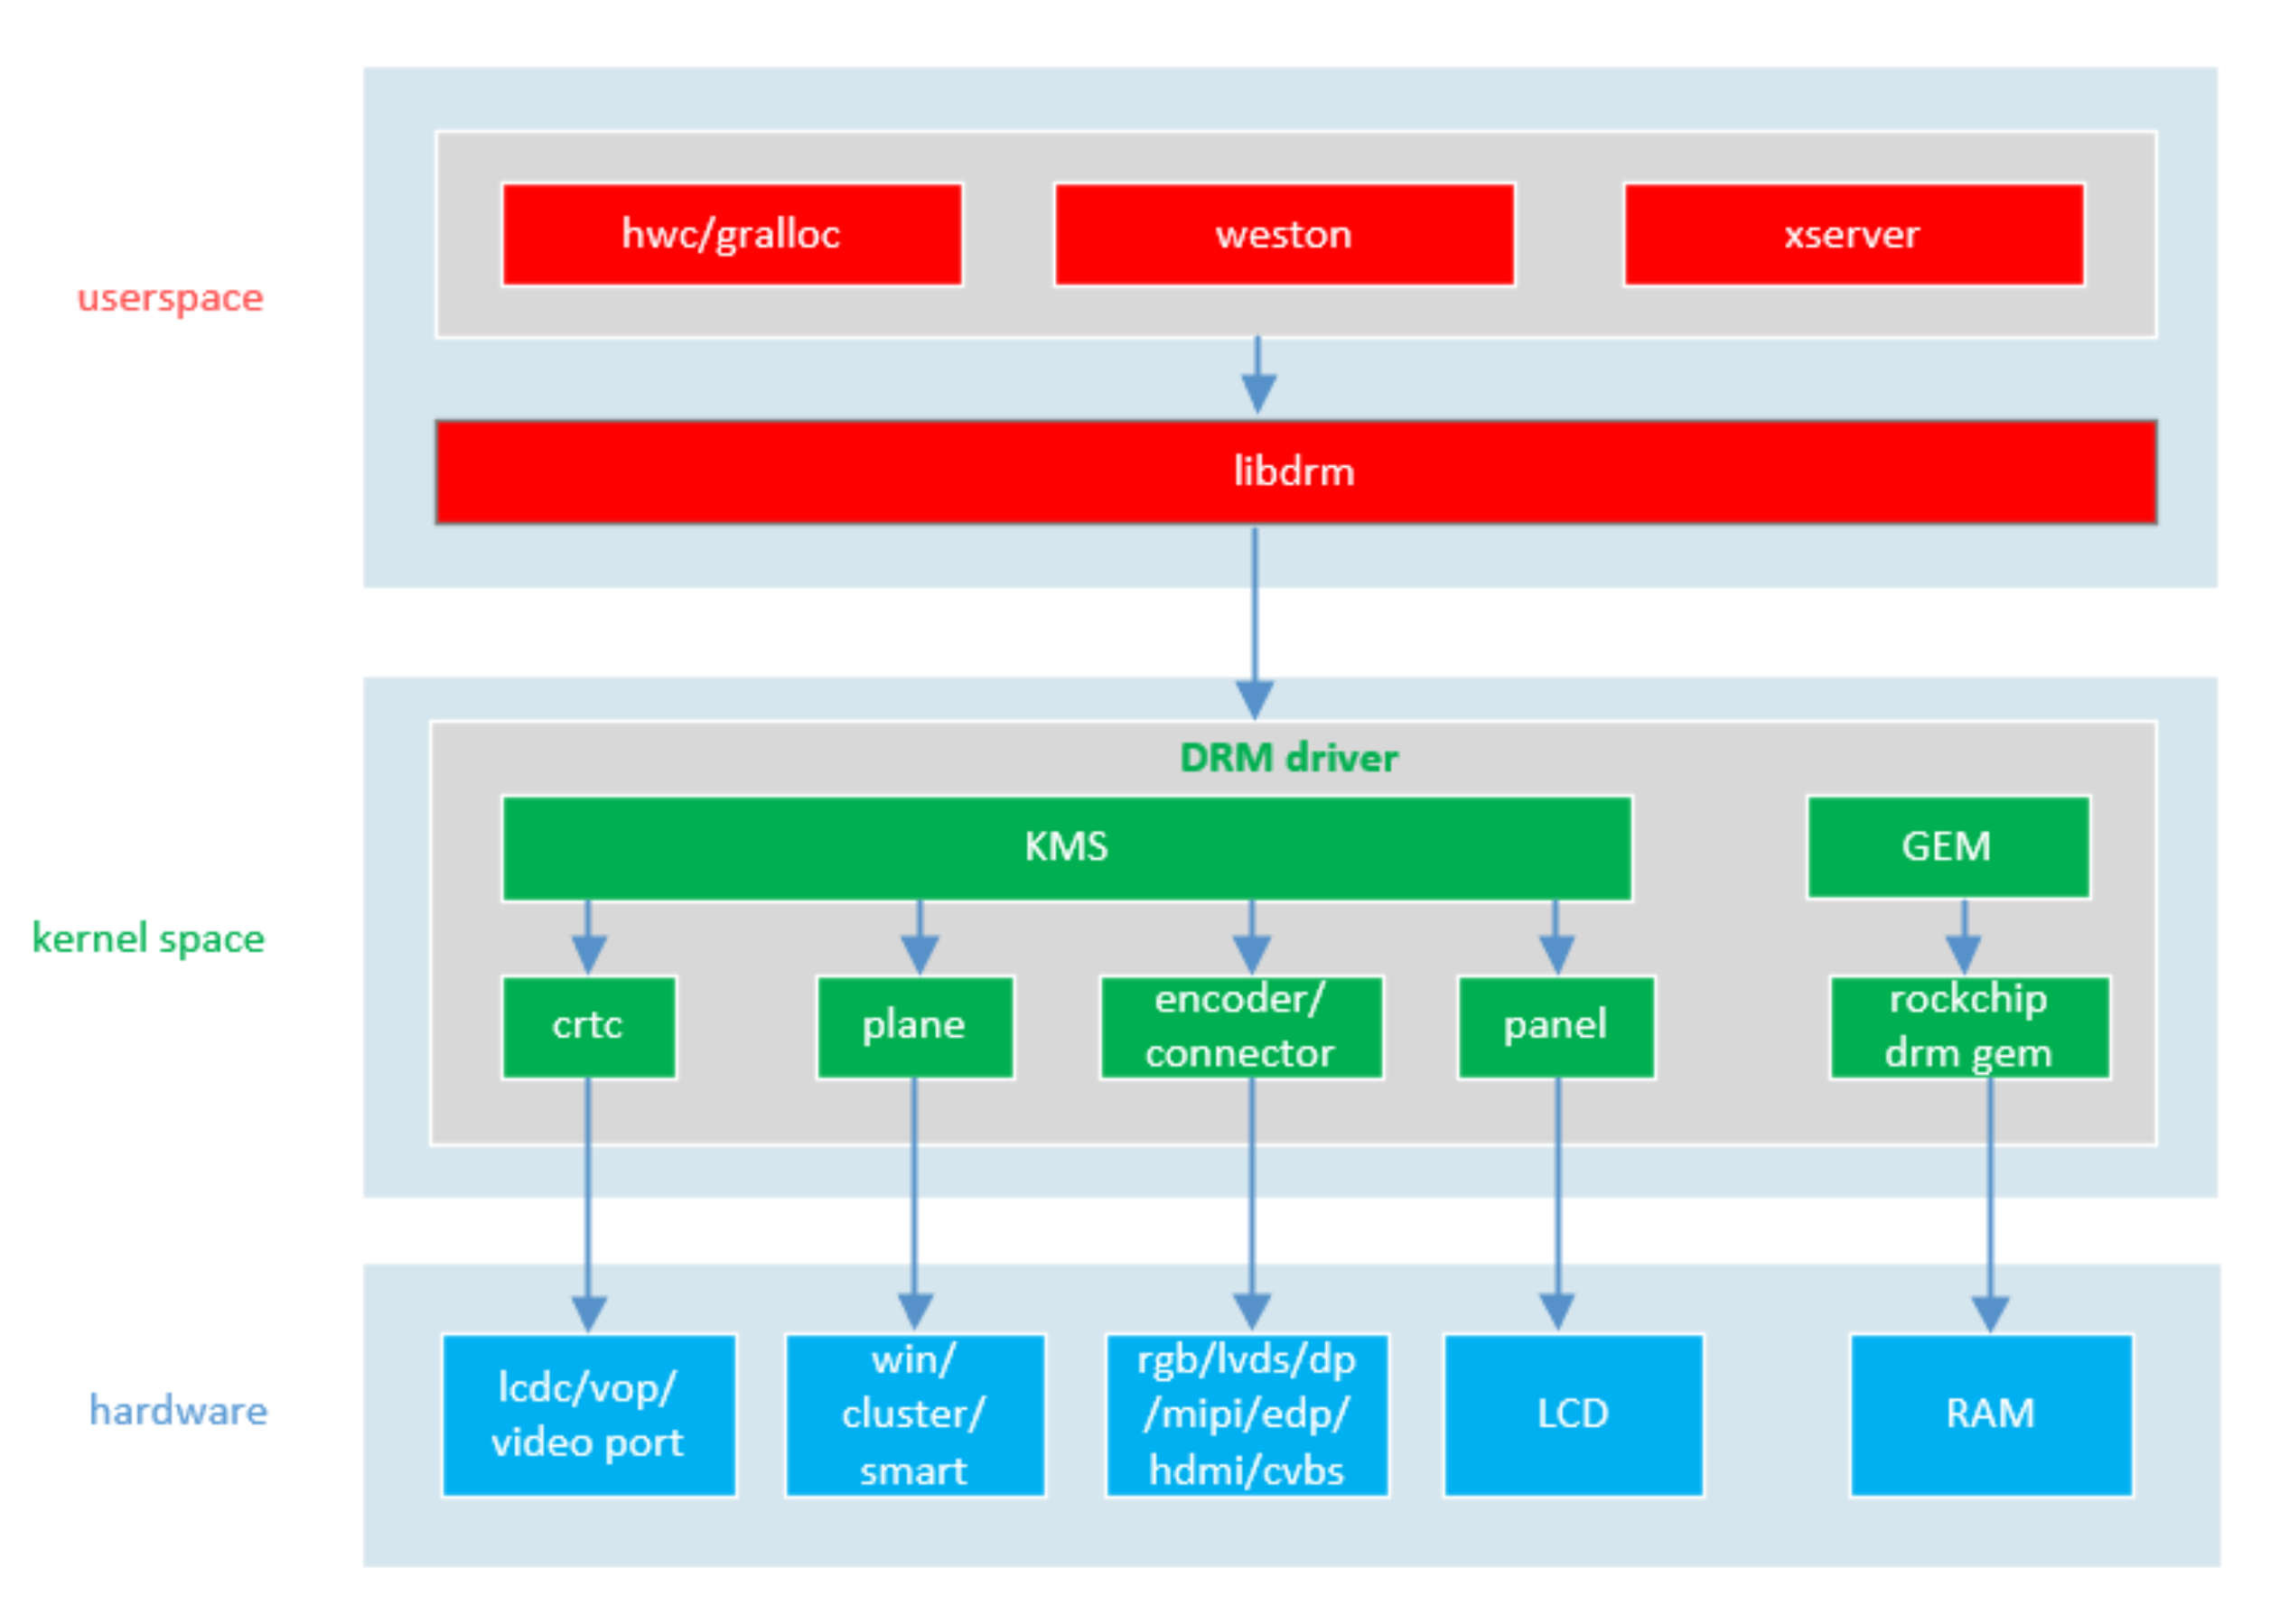 hwc/gralloc
weston
xserver
userspace
libdrm
DRM driver
KMS
GEM
kernel space
crtc
plane
encoder/
connector
panel
rockchip
drm gem
hardware
lcdc/vop/
video port
win/
cluster/
smart
rgb/lvds/dp
/mipi/edp/
hdmi/cvbs
LCD
RAM